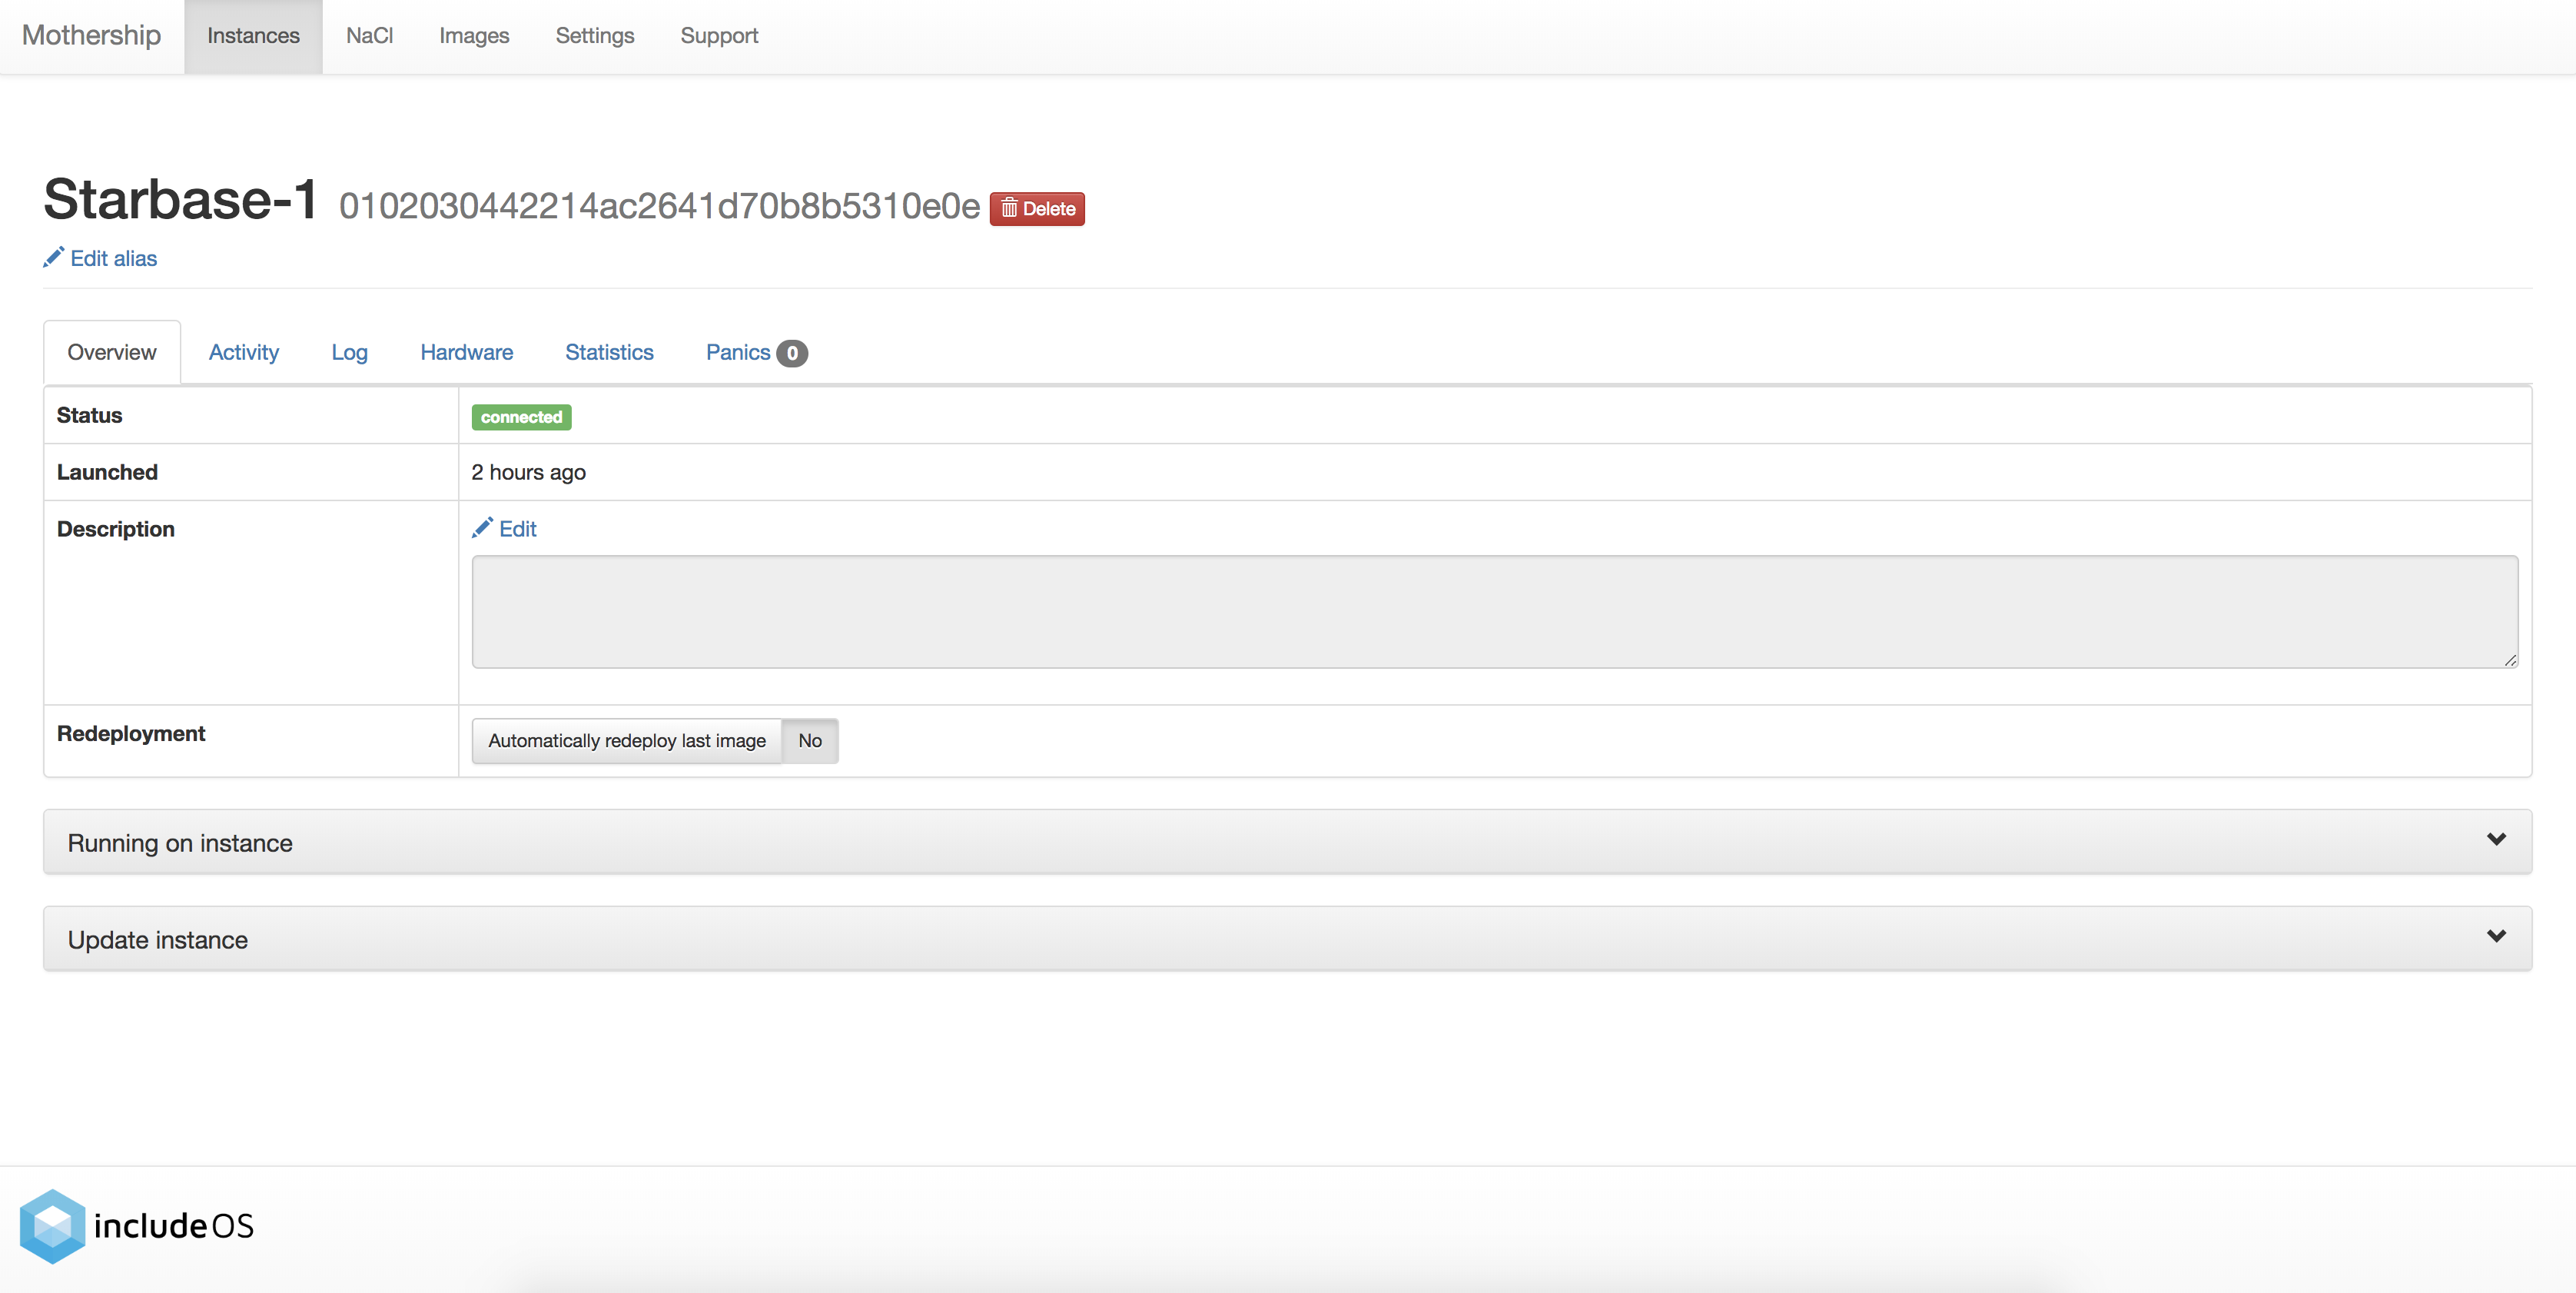 Mothership Instances NaCl Images Settings Support
Starbase-1 0102030442214ac2641d70b8b5310e0e Delete
Edit alias
Overview Activity Log Hardware Statistics Panics 0
Status connected
Launched 2 hours ago
Description Edit
Redeployment Automatically redeploy last image No
Running on instance
Update instance
includeOS